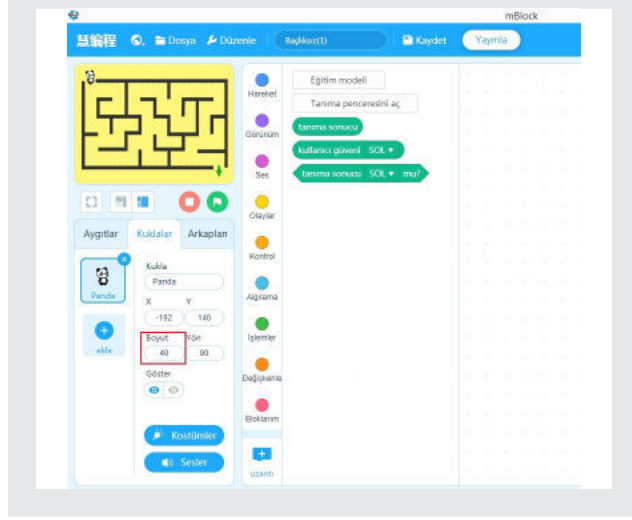 mBlock
慧编程 Dosya Düzenle Başlıksız(1) Kaydet Yayınla
Hareket
Görünüm
Ses
Olaylar
Kontrol
Algılama
İşlemler
Değişkenle
Bloklarım
uzantı
Eğitim modeli
Tanıma penceresini aç
tanıma sonucu
kullanıcı güveni SOL
tanıma sonucu SOL mu?
Aygıtlar Kuklalar Arkaplan
Panda
ekle
Kukla
Panda
X Y
-192 140
Boyut Yön
40 90
Göster
Kostümler
Sesler